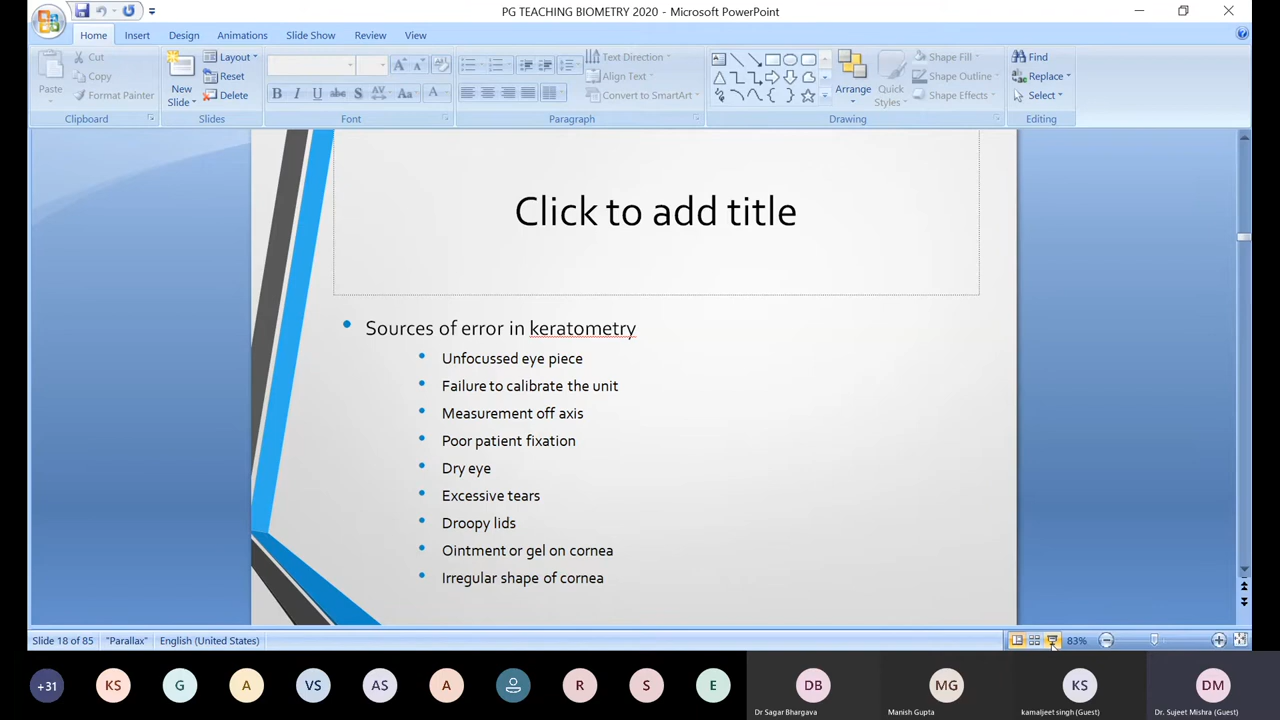 PG TEACHING BIOMETRY 2020 - Microsoft PowerPoint
Home Insert Design Animations Slide Show Review View
Paste
Cut
Copy
Format Painter
Clipboard
New Slide
Layout
Reset
Delete
Slides
B I U abc S AV Aa A
Font
Paragraph
Text Direction
Align Text
Convert to SmartArt
Arrange
Quick Styles
Shape Fill
Shape Outline
Shape Effects
Drawing
Find
Replace
Select
Editing
Click to add title
Sources of error in keratometry
Unfocussed eye piece
Failure to calibrate the unit
Measurement off axis
Poor patient fixation
Dry eye
Excessive tears
Droopy lids
Ointment or gel on cornea
Irregular shape of cornea
Slide 18 of 85 "Parallax" English (United States) 83%
+31 KS G A VS AS A R S E DB MG KS DM
Dr Sagar Bhargava Manish Gupta kamaljeet singh (Guest) Dr. Sujeet Mishra (Guest)